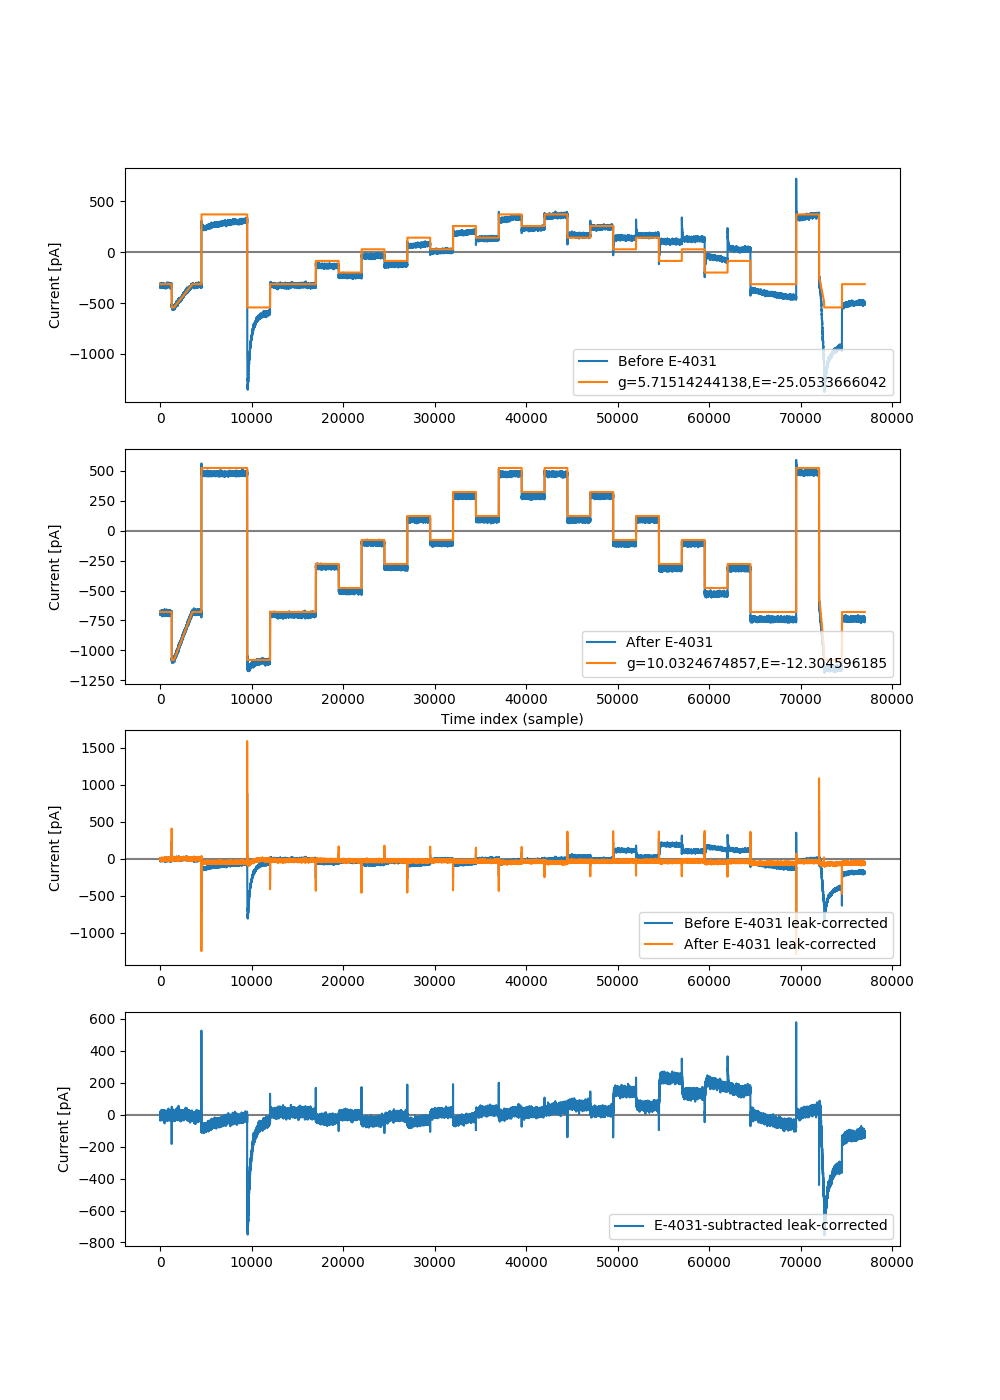 500
0
−500
−1000
Current [pA]
Before E-4031
g=5.71514244138,E=-25.0533666042
0 10000 20000 30000 40000 50000 60000 70000 80000
500
250
0
−250
−500
−750
−1000
−1250
Current [pA]
After E-4031
g=10.0324674857,E=-12.304596185
0 10000 20000 30000 40000 50000 60000 70000 80000
Time index (sample)
1500
1000
500
0
−500
−1000
Current [pA]
Before E-4031 leak-corrected
After E-4031 leak-corrected
0 10000 20000 30000 40000 50000 60000 70000 80000
600
400
200
0
−200
−400
−600
−800
Current [pA]
E-4031-subtracted leak-corrected
0 10000 20000 30000 40000 50000 60000 70000 80000